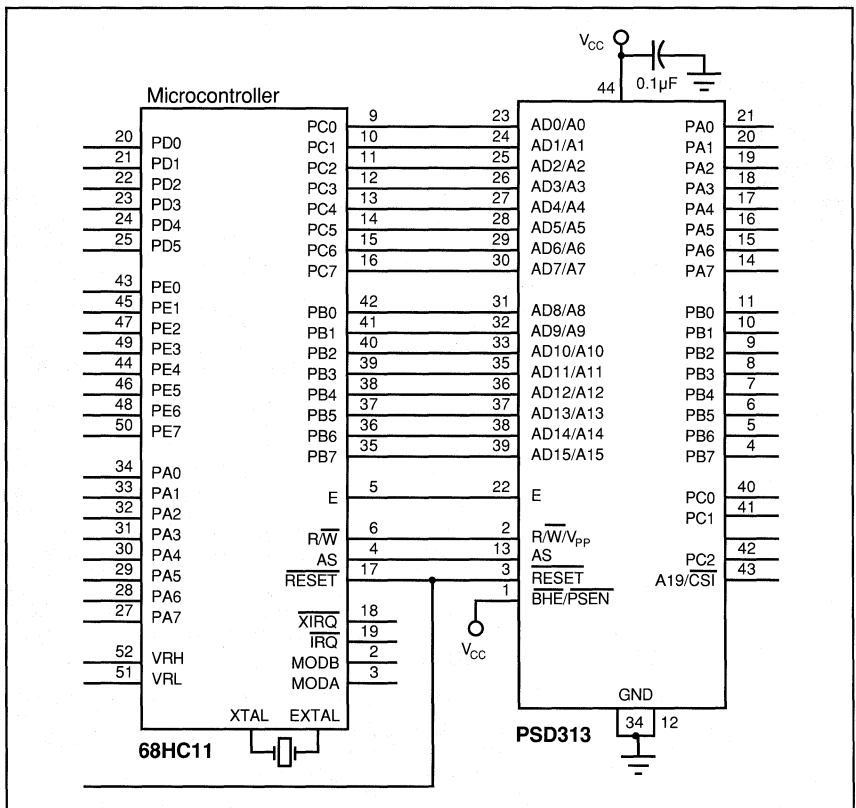 VCC
0.1µF
44
Microcontroller
20 PD0
21 PD1
22 PD2
23 PD3
24 PD4
25 PD5
43 PE0
45 PE1
47 PE2
49 PE3
44 PE4
46 PE5
48 PE6
50 PE7
34 PA0
33 PA1
32 PA2
31 PA3
30 PA4
29 PA5
28 PA6
27 PA7
52 VRH
51 VRL
PC0 9
PC1 10
PC2 11
PC3 12
PC4 13
PC5 14
PC6 15
PC7 16
PB0 42
PB1 41
PB2 40
PB3 39
PB4 38
PB5 37
PB6 36
PB7 35
E 5
R/W̅ 6
AS 4
R̅E̅S̅E̅T̅ 17
X̅I̅R̅Q̅ 18
I̅R̅Q̅ 19
MODB 2
MODA 3
XTAL EXTAL
68HC11
23 AD0/A0
24 AD1/A1
25 AD2/A2
26 AD3/A3
27 AD4/A4
28 AD5/A5
29 AD6/A6
30 AD7/A7
31 AD8/A8
32 AD9/A9
33 AD10/A10
35 AD11/A11
36 AD12/A12
37 AD13/A13
38 AD14/A14
39 AD15/A15
22 E
2 R/W̅/VPP
13 AS
3 R̅E̅S̅E̅T̅
1 B̅H̅E̅/P̅S̅E̅N̅
VCC
PA0 21
PA1 20
PA2 19
PA3 18
PA4 17
PA5 16
PA6 15
PA7 14
PB0 11
PB1 10
PB2 9
PB3 8
PB4 7
PB5 6
PB6 5
PB7 4
PC0 40
PC1 41
PC2 42
A19/C̅S̅I̅ 43
GND
34 12
PSD313